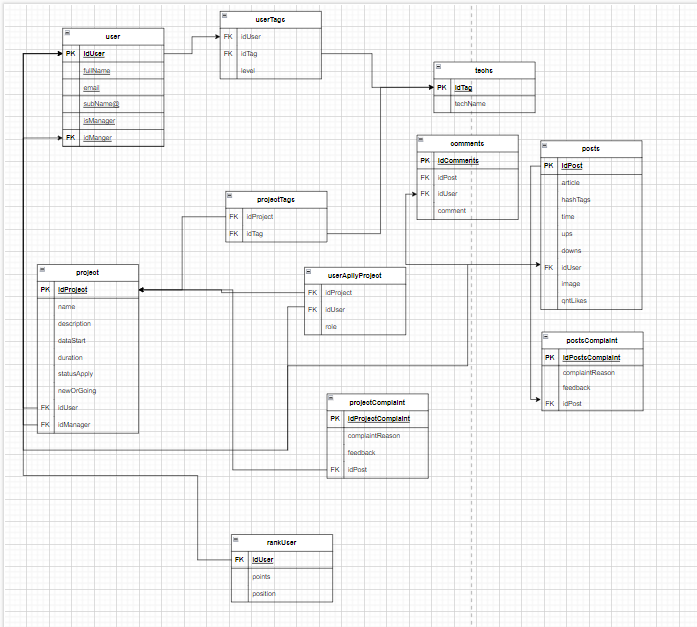 user
PK idUser
fullName
email
subName@
isManager
FK idManger
userTags
FK idUser
FK idTag
level
techs
PK idTag
techName
comments
PK idComments
FK idPost
FK idUser
comment
posts
PK idPost
article
hashTags
time
ups
downs
FK idUser
image
qntLikes
projectTags
FK idProject
FK idTag
project
PK idProject
name
description
dataStart
duration
statusApply
newOrGoing
FK idUser
FK idManager
userApllyProject
FK idProject
FK idUser
role
postsComplaint
PK idPostsComplaint
complaintReason
feedback
FK idPost
projectComplaint
PK idProjectComplaint
complaintReason
feedback
FK idPost
rankUser
FK idUser
points
position